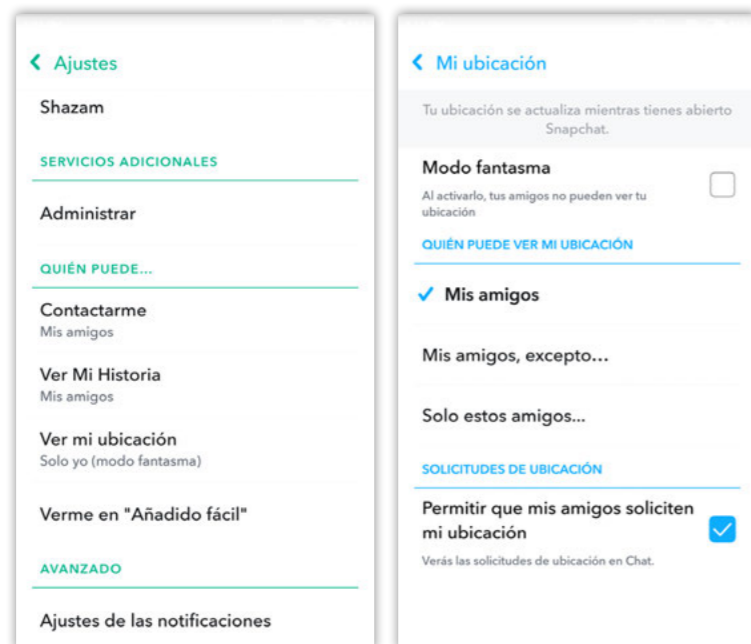 Ajustes
Shazam
SERVICIOS ADICIONALES
Administrar
QUIÉN PUEDE...
Contactarme
Mis amigos
Ver Mi Historia
Mis amigos
Ver mi ubicación
Solo yo (modo fantasma)
Verme en "Añadido fácil"
AVANZADO
Ajustes de las notificaciones
Mi ubicación
Tu ubicación se actualiza mientras tienes abierto
Snapchat.
Modo fantasma
Al activarlo, tus amigos no pueden ver tu
ubicación
QUIÉN PUEDE VER MI UBICACIÓN
Mis amigos
Mis amigos, excepto...
Solo estos amigos...
SOLICITUDES DE UBICACIÓN
Permitir que mis amigos soliciten
mi ubicación
Verás las solicitudes de ubicación en Chat.